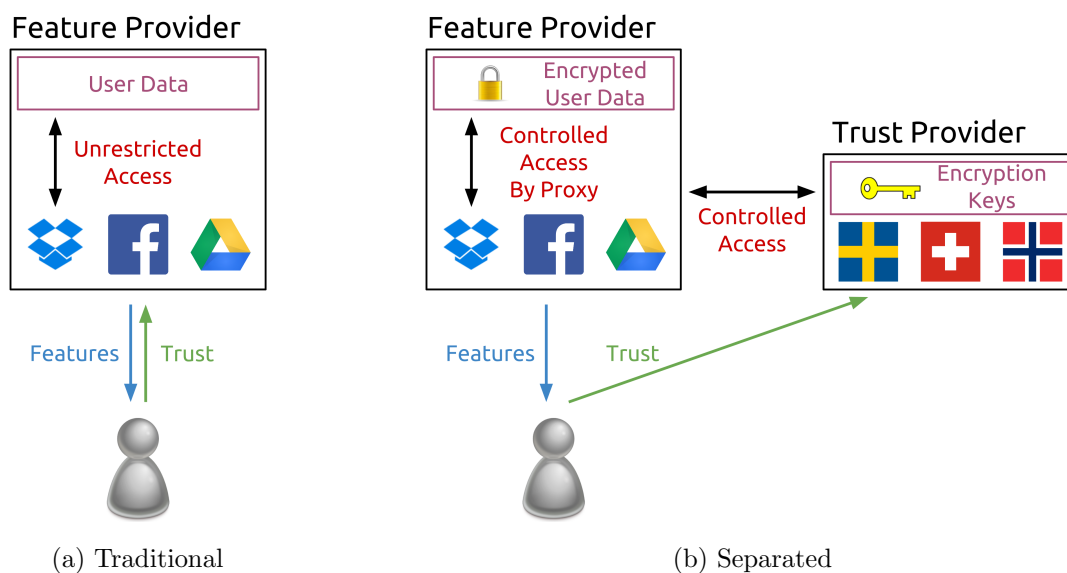 Feature Provider
User Data
Unrestricted
Access
Features
Trust
(a) Traditional
Feature Provider
Encrypted
User Data
Controlled
Access
By Proxy
Controlled
Access
Trust Provider
Encryption
Keys
Features
Trust
(b) Separated